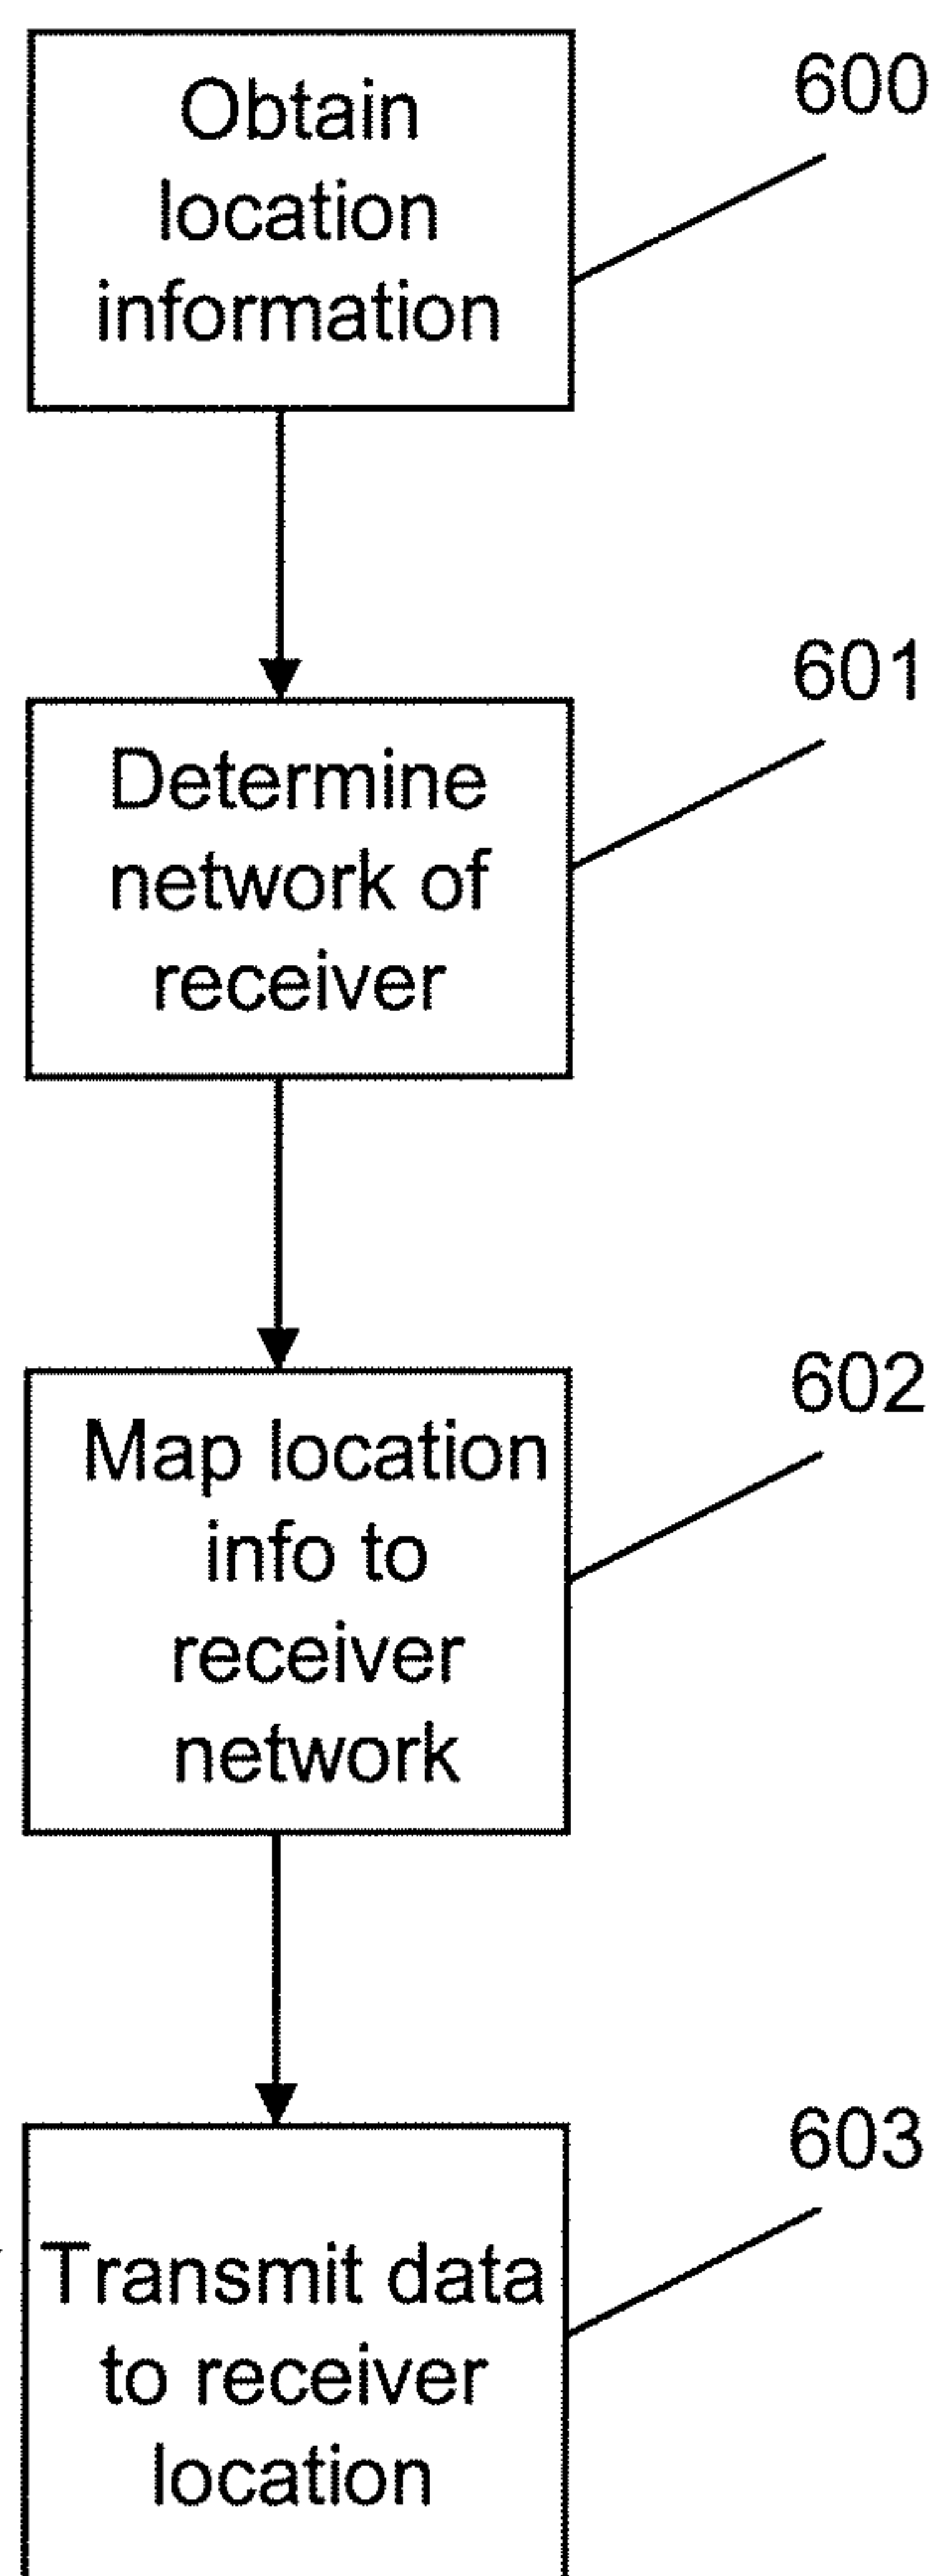 Obtain
location
information
600
Determine
network of
receiver
601
Map location
info to
receiver
network
602
Transmit data
to receiver
location
603